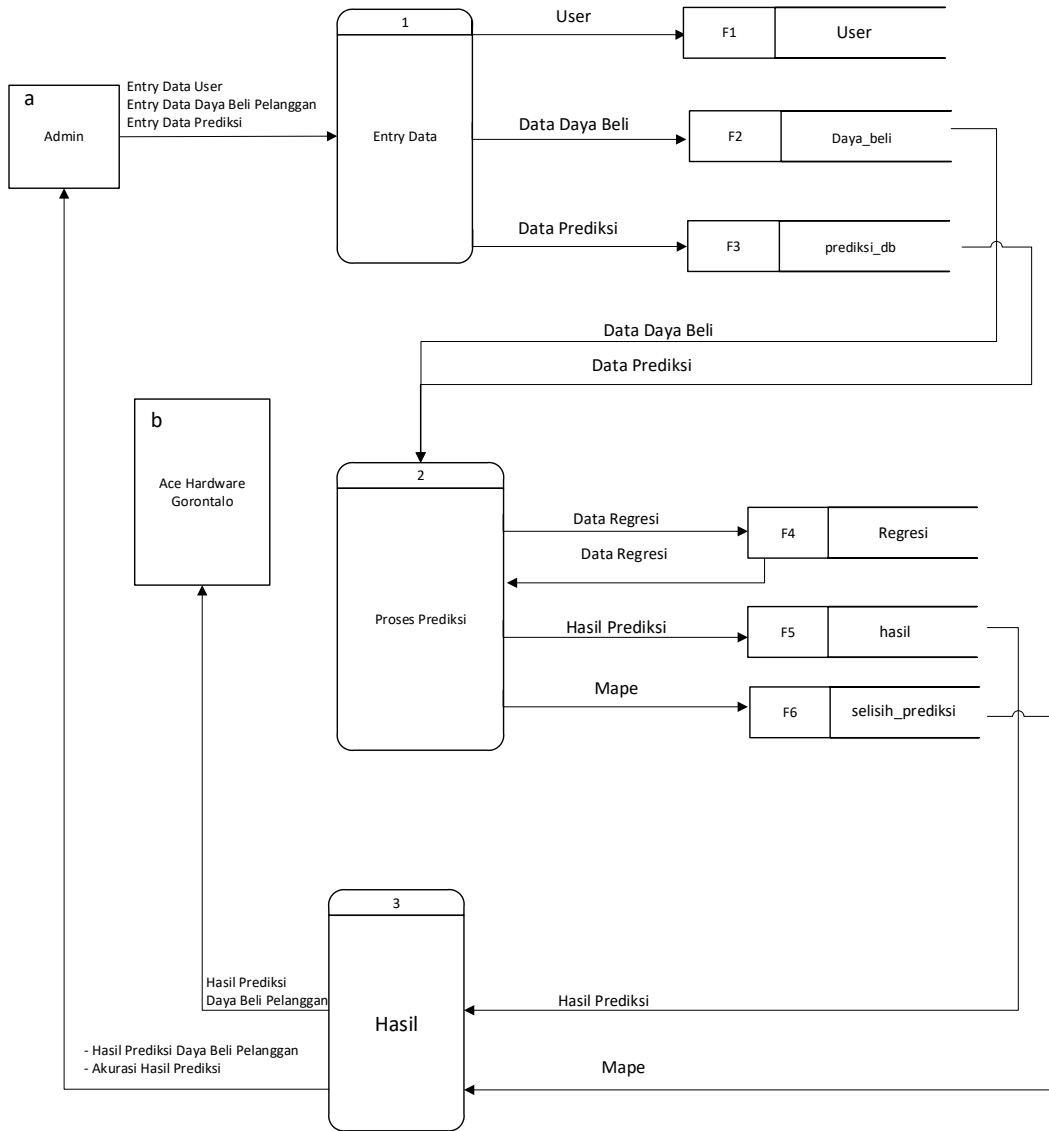 1
User
F1
User
a
Admin
Entry Data User
Entry Data Daya Beli Pelanggan
Entry Data Prediksi
Entry Data
Data Daya Beli
F2
Daya_beli
Data Prediksi
F3
prediksi_db
Data Daya Beli
Data Prediksi
b
Ace Hardware
Gorontalo
2
Proses Prediksi
Data Regresi
F4
Regresi
Data Regresi
Hasil Prediksi
F5
hasil
Mape
F6
selisih_prediksi
3
Hasil
Hasil Prediksi
Daya Beli Pelanggan
Hasil Prediksi
- Hasil Prediksi Daya Beli Pelanggan
- Akurasi Hasil Prediksi
Mape